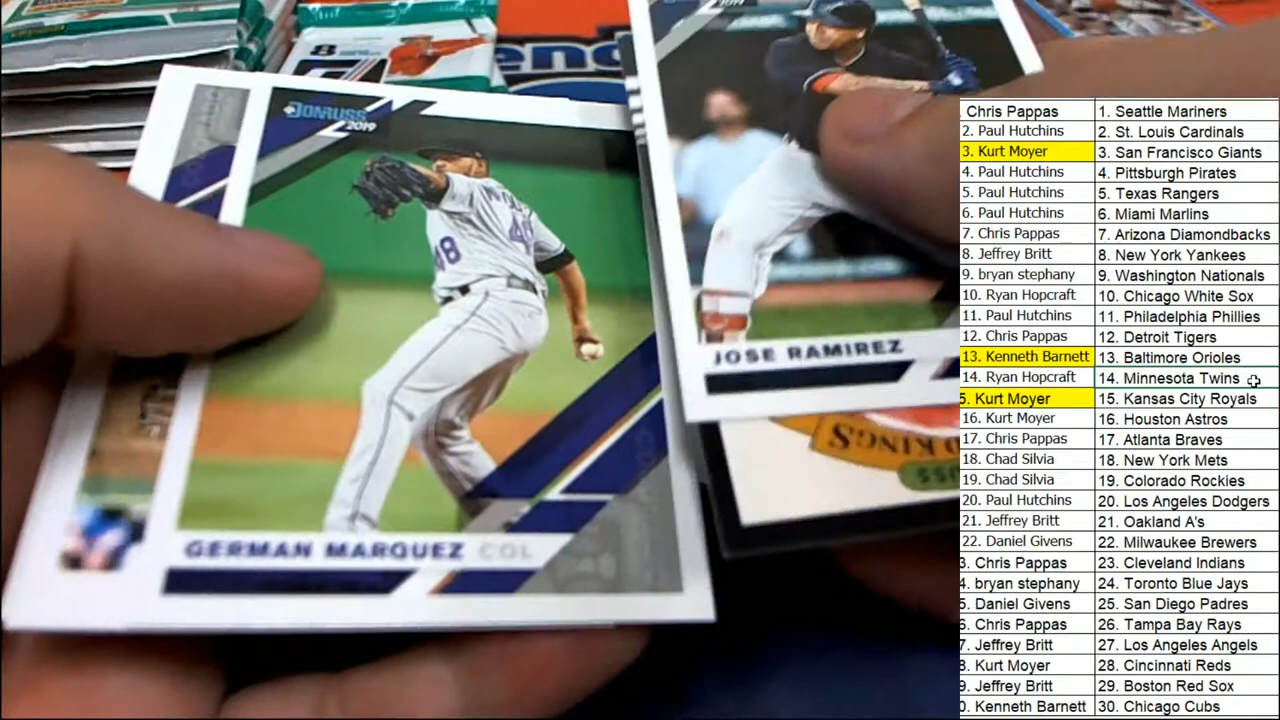 8
DONRUSS
2019
2019
48
48
JOSE RAMIREZ
GERMAN MARQUEZ COL
. Chris Pappas 1. Seattle Mariners
2. Paul Hutchins 2. St. Louis Cardinals
3. Kurt Moyer 3. San Francisco Giants
4. Paul Hutchins 4. Pittsburgh Pirates
5. Paul Hutchins 5. Texas Rangers
6. Paul Hutchins 6. Miami Marlins
7. Chris Pappas 7. Arizona Diamondbacks
8. Jeffrey Britt 8. New York Yankees
9. bryan stephany 9. Washington Nationals
10. Ryan Hopcraft 10. Chicago White Sox
11. Paul Hutchins 11. Philadelphia Phillies
12. Chris Pappas 12. Detroit Tigers
13. Kenneth Barnett 13. Baltimore Orioles
14. Ryan Hopcraft 14. Minnesota Twins
5. Kurt Moyer 15. Kansas City Royals
16. Kurt Moyer 16. Houston Astros
17. Chris Pappas 17. Atlanta Braves
18. Chad Silvia 18. New York Mets
19. Chad Silvia 19. Colorado Rockies
20. Paul Hutchins 20. Los Angeles Dodgers
21. Jeffrey Britt 21. Oakland A's
22. Daniel Givens 22. Milwaukee Brewers
3. Chris Pappas 23. Cleveland Indians
4. bryan stephany 24. Toronto Blue Jays
5. Daniel Givens 25. San Diego Padres
6. Chris Pappas 26. Tampa Bay Rays
7. Jeffrey Britt 27. Los Angeles Angels
8. Kurt Moyer 28. Cincinnati Reds
9. Jeffrey Britt 29. Boston Red Sox
0. Kenneth Barnett 30. Chicago Cubs